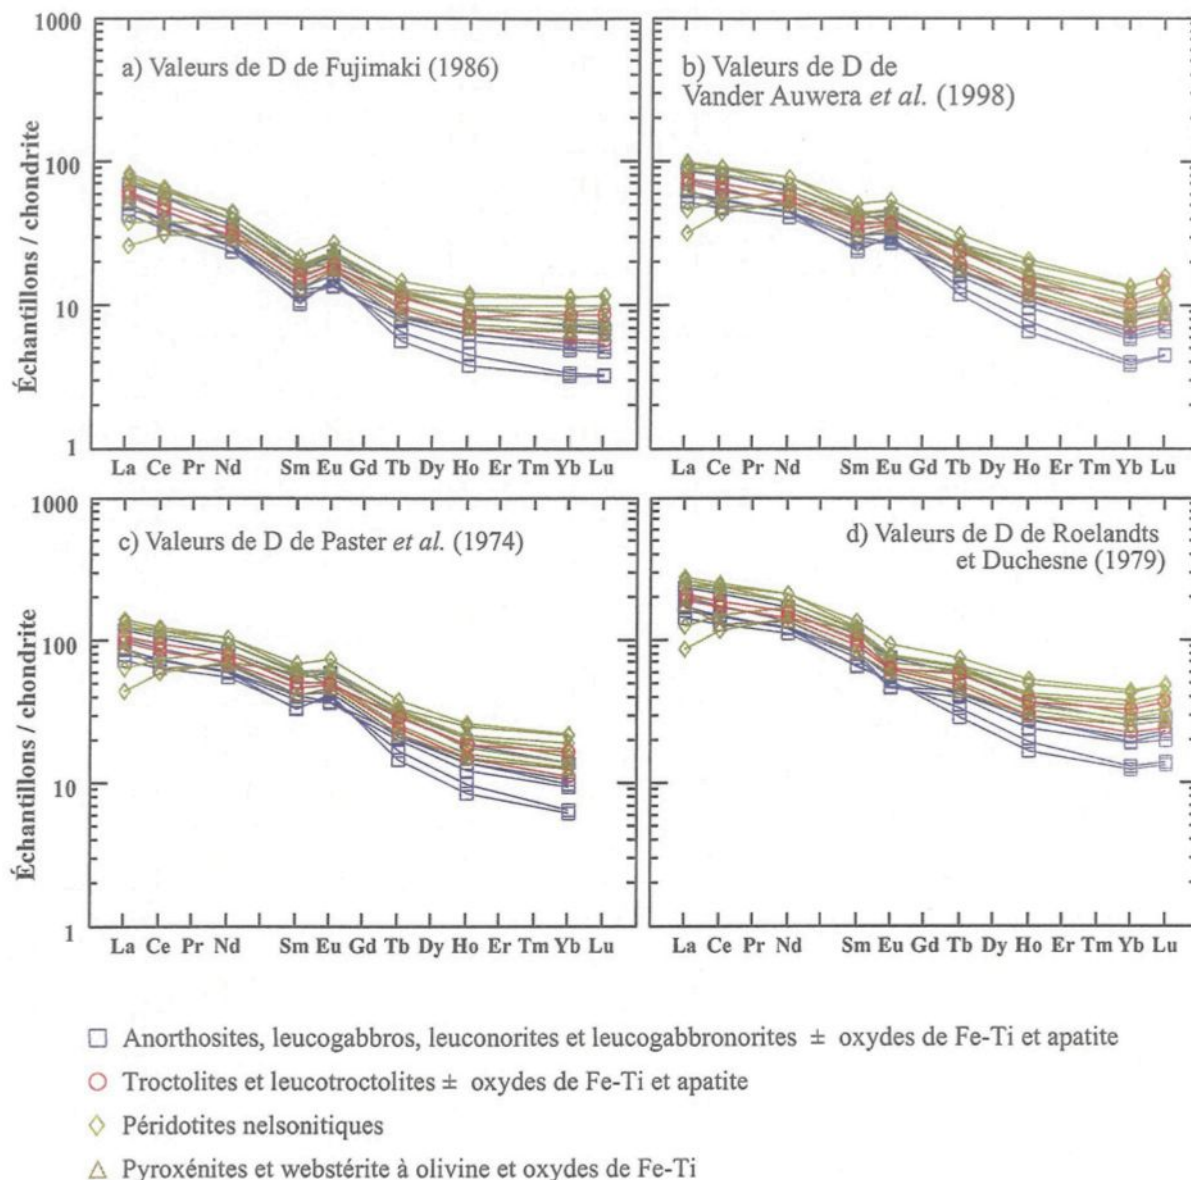 a) Valeurs de D de Fujimaki (1986)
Échantillons / chondrite
1000
100
10
1
La Ce Pr Nd Sm Eu Gd Tb Dy Ho Er Tm Yb Lu
b) Valeurs de D de
Vander Auwera et al. (1998)
La Ce Pr Nd Sm Eu Gd Tb Dy Ho Er Tm Yb Lu
c) Valeurs de D de Paster et al. (1974)
Échantillons / chondrite
1000
100
10
1
La Ce Pr Nd Sm Eu Gd Tb Dy Ho Er Tm Yb Lu
d) Valeurs de D de Roelandts
et Duchesne (1979)
La Ce Pr Nd Sm Eu Gd Tb Dy Ho Er Tm Yb Lu
Anorthosites, leucogabbros, leuconorites et leucogabbronorites ± oxydes de Fe-Ti et apatite
Troctolites et leucotroctolites ± oxydes de Fe-Ti et apatite
Péridotites nelsonitiques
Pyroxénites et webstérite à olivine et oxydes de Fe-Ti